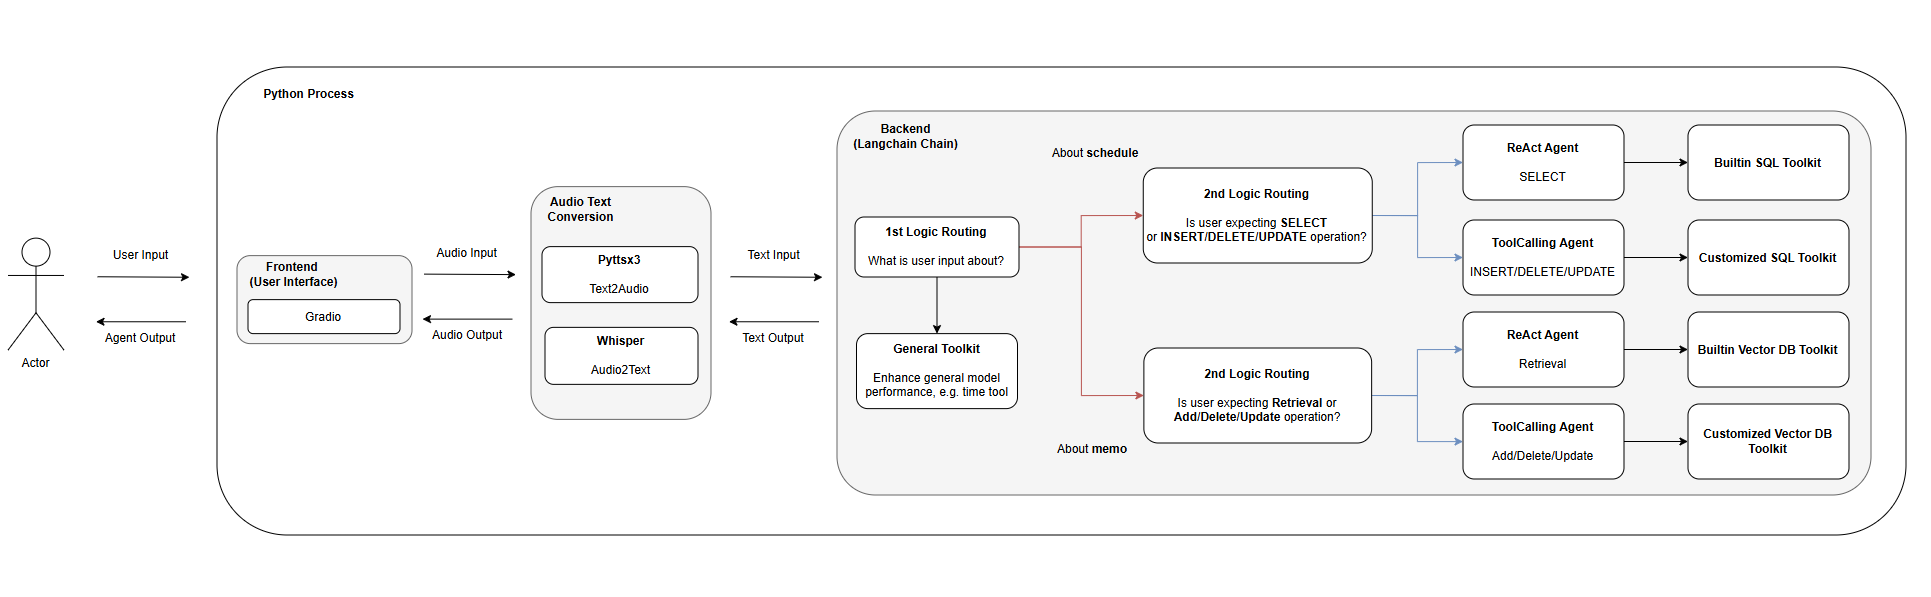 Python Process
Actor
User Input
Agent Output
Frontend
(User Interface)
Gradio
Audio Input
Audio Output
Audio Text
Conversion
Pyttsx3
Text2Audio
Whisper
Audio2Text
Text Input
Text Output
Backend
(Langchain Chain)
1st Logic Routing
What is user input about?
General Toolkit
Enhance general model
performance, e.g. time tool
About schedule
2nd Logic Routing
Is user expecting SELECT
or INSERT/DELETE/UPDATE operation?
2nd Logic Routing
Is user expecting Retrieval or
Add/Delete/Update operation?
About memo
ReAct Agent
SELECT
Builtin SQL Toolkit
ToolCalling Agent
INSERT/DELETE/UPDATE
Customized SQL Toolkit
ReAct Agent
Retrieval
Builtin Vector DB Toolkit
ToolCalling Agent
Add/Delete/Update
Customized Vector DB
Toolkit